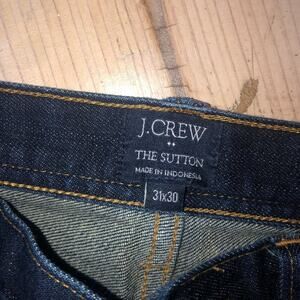 J.CREW
THE SUTTON
MADE IN INDONESIA
31x30